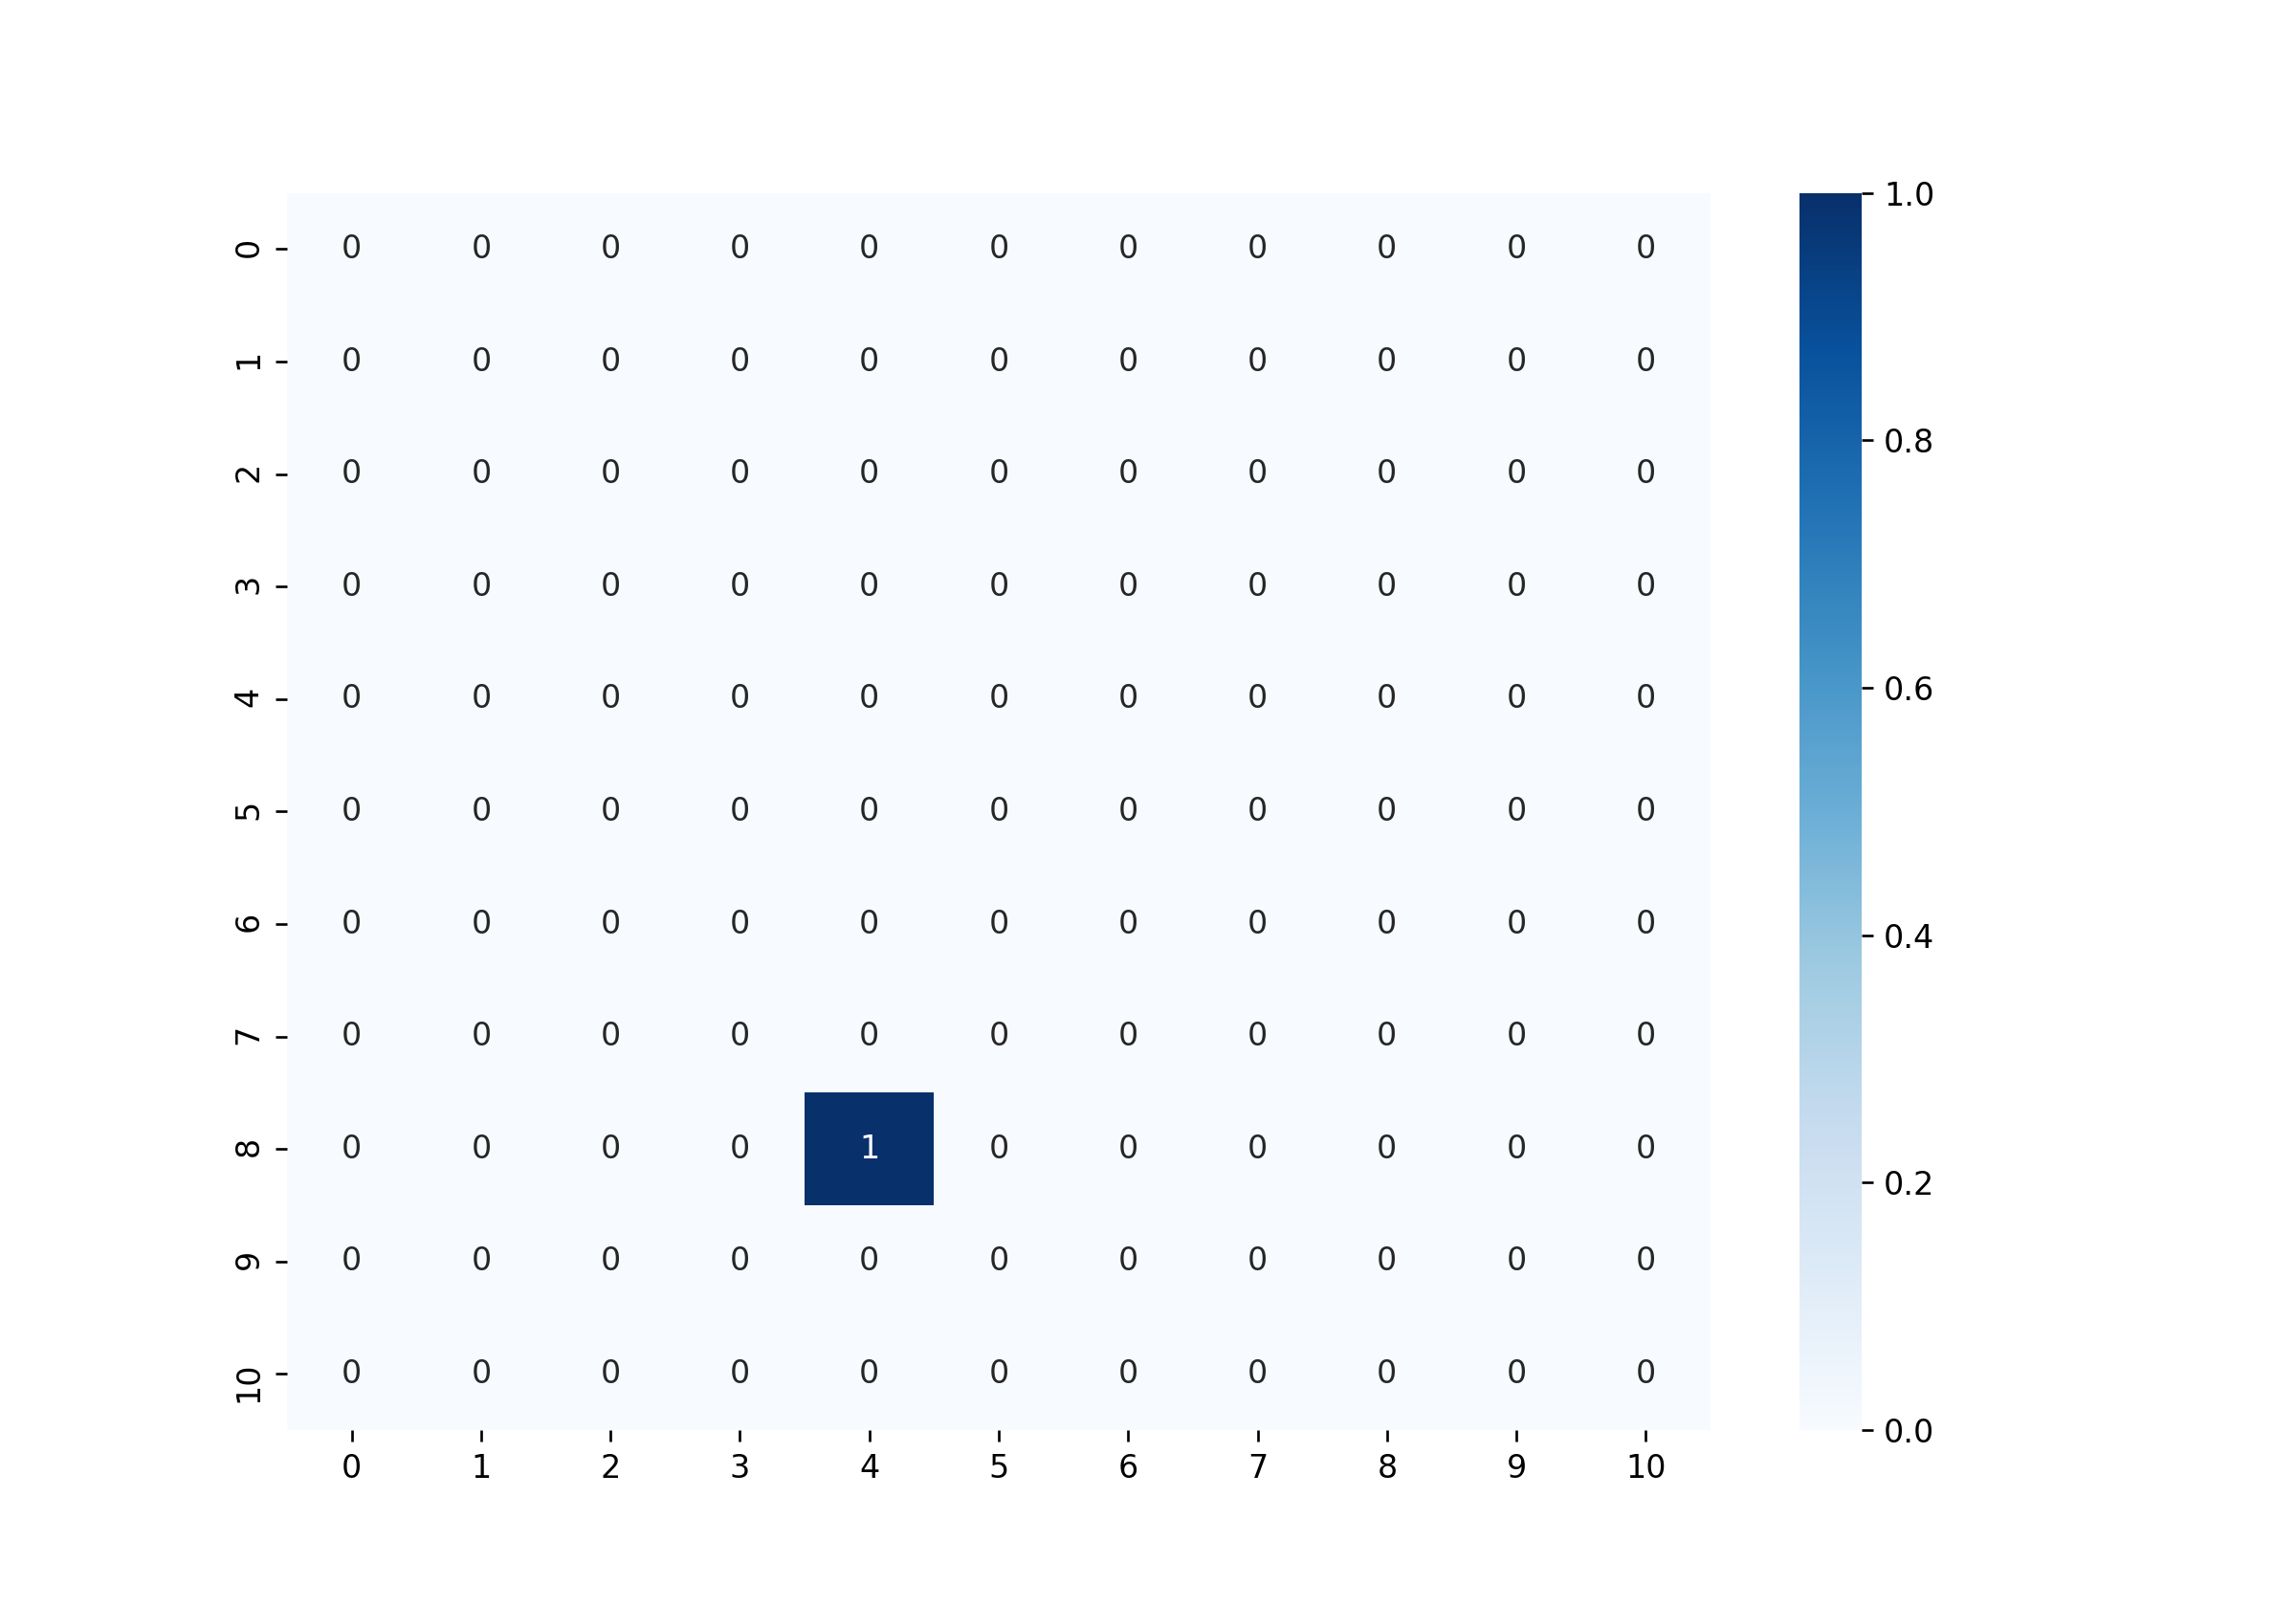 0 0 0 0 0 0 0 0 0 0 0 0 1.0
1 0 0 0 0 0 0 0 0 0 0 0
0.8
2 0 0 0 0 0 0 0 0 0 0 0
3 0 0 0 0 0 0 0 0 0 0 0
4 0 0 0 0 0 0 0 0 0 0 0 0.6
5 0 0 0 0 0 0 0 0 0 0 0
6 0 0 0 0 0 0 0 0 0 0 0 0.4
7 0 0 0 0 0 0 0 0 0 0 0
8 0 0 0 0 1 0 0 0 0 0 0 0.2
9 0 0 0 0 0 0 0 0 0 0 0
10 0 0 0 0 0 0 0 0 0 0 0
0.0
0 1 2 3 4 5 6 7 8 9 10